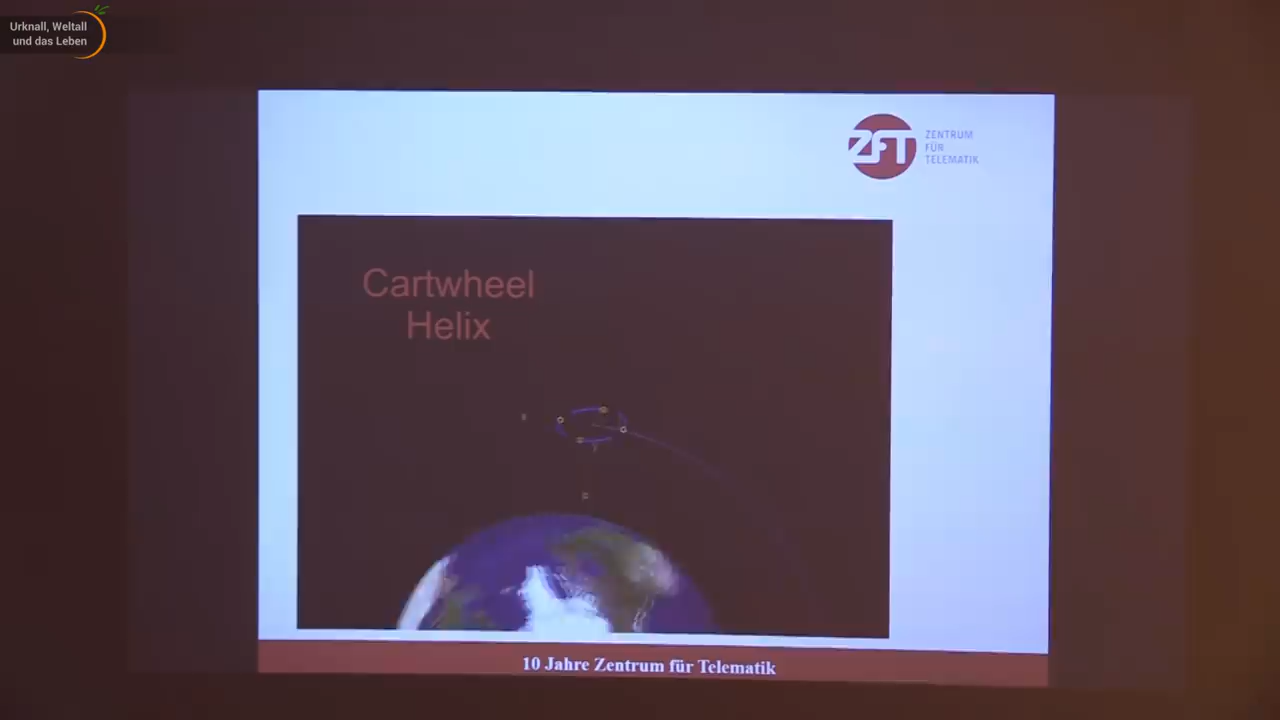 Urknall, Weltall
und das Leben
ZFT
ZENTRUM
FÜR
TELEMATIK
Cartwheel
Helix
10 Jahre Zentrum für Telematik